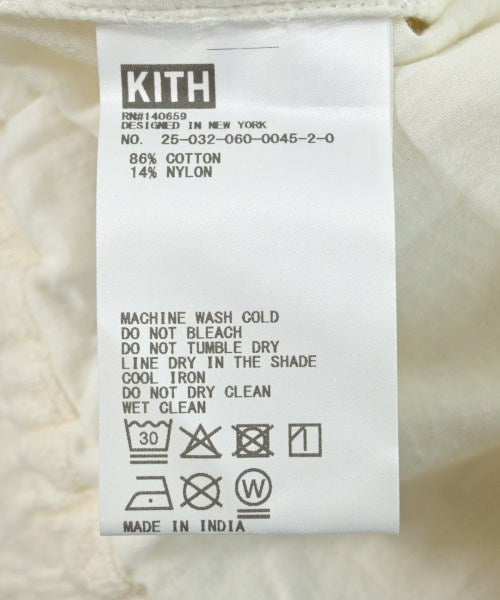 KITH
RN#140659
DESIGNED IN NEW YORK
NO. 25-032-060-0045-2-0
86% COTTON
14% NYLON
MACHINE WASH COLD
DO NOT BLEACH
DO NOT TUMBLE DRY
LINE DRY IN THE SHADE
COOL IRON
DO NOT DRY CLEAN
WET CLEAN
30
W
MADE IN INDIA